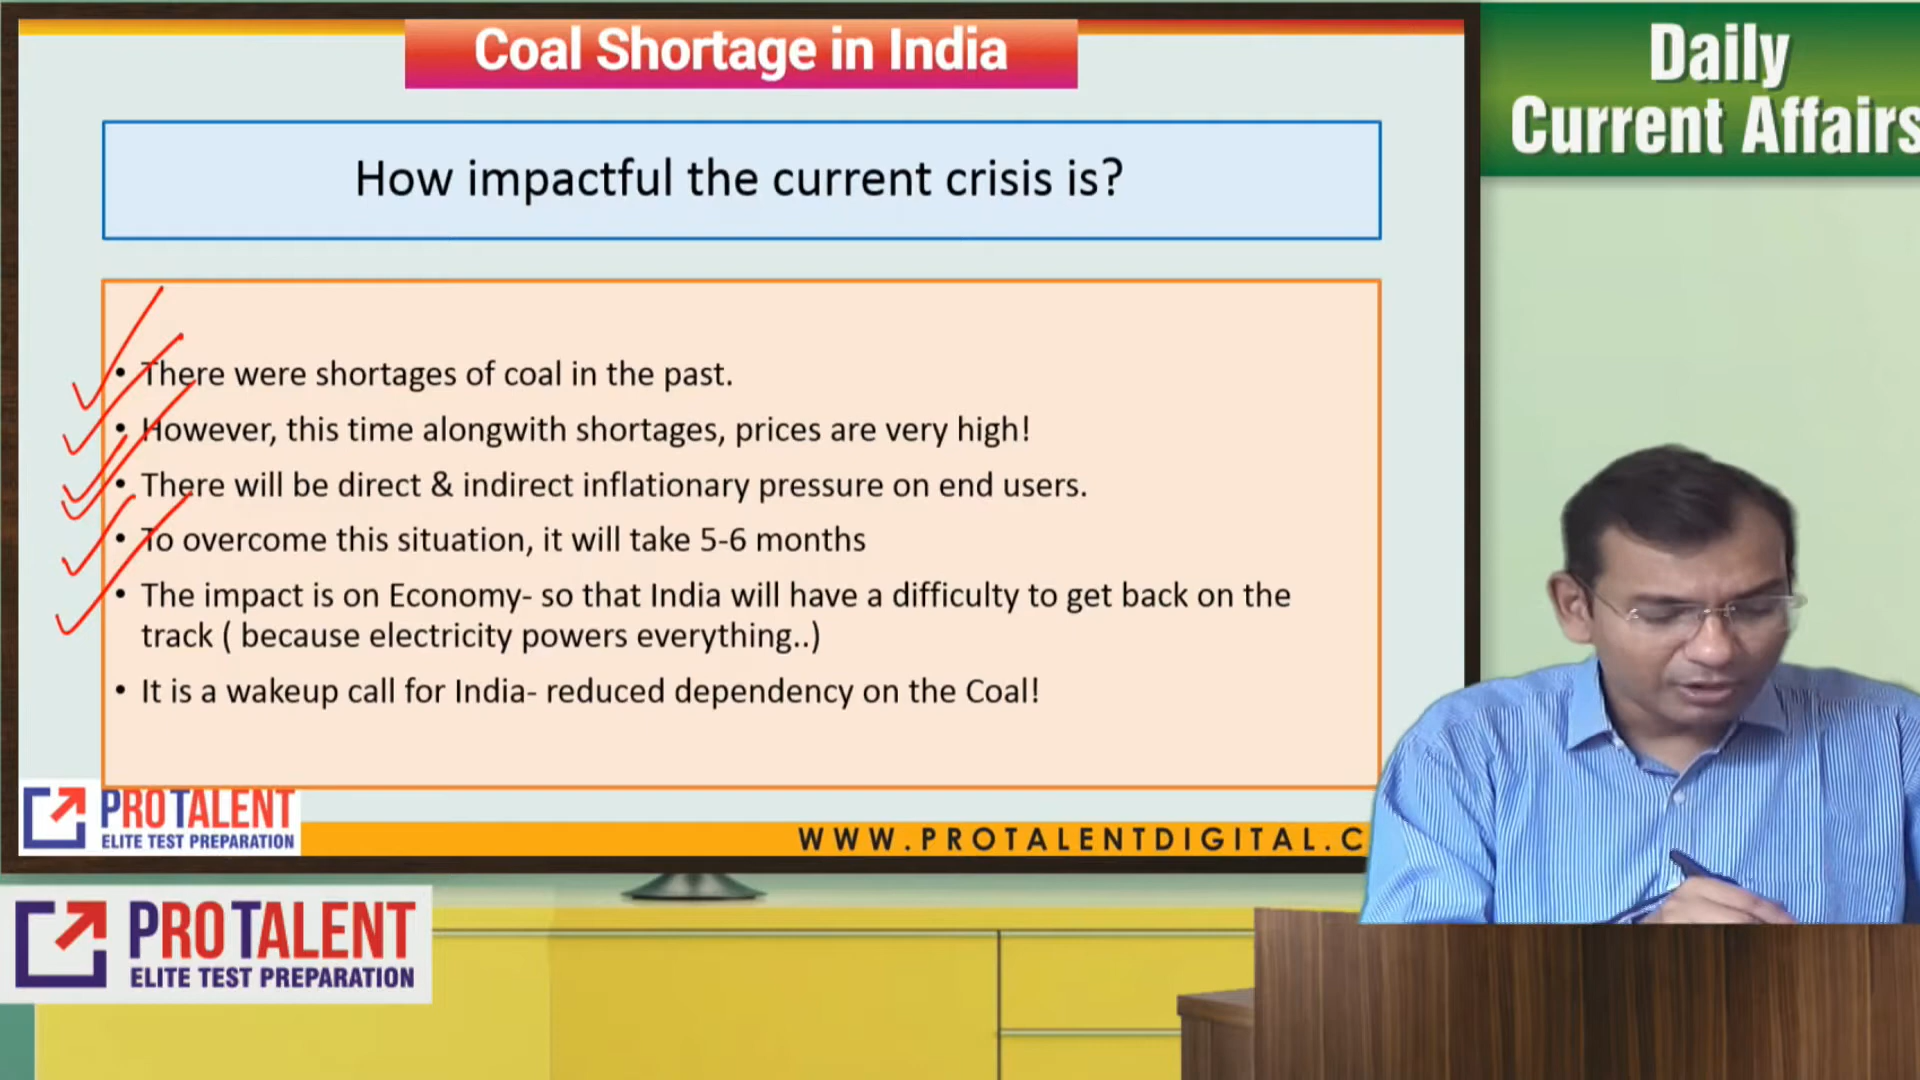 Coal Shortage in India
Daily
Current Affairs
How impactful the current crisis is?
• There were shortages of coal in the past.
• However, this time alongwith shortages, prices are very high!
• There will be direct & indirect inflationary pressure on end users.
• To overcome this situation, it will take 5-6 months
• The impact is on Economy- so that India will have a difficulty to get back on the
track ( because electricity powers everything..)
• It is a wakeup call for India- reduced dependency on the Coal!
PROTALENT
ELITE TEST PREPARATION
WWW.PROTALENTDIGITAL.C
PROTALENT
ELITE TEST PREPARATION